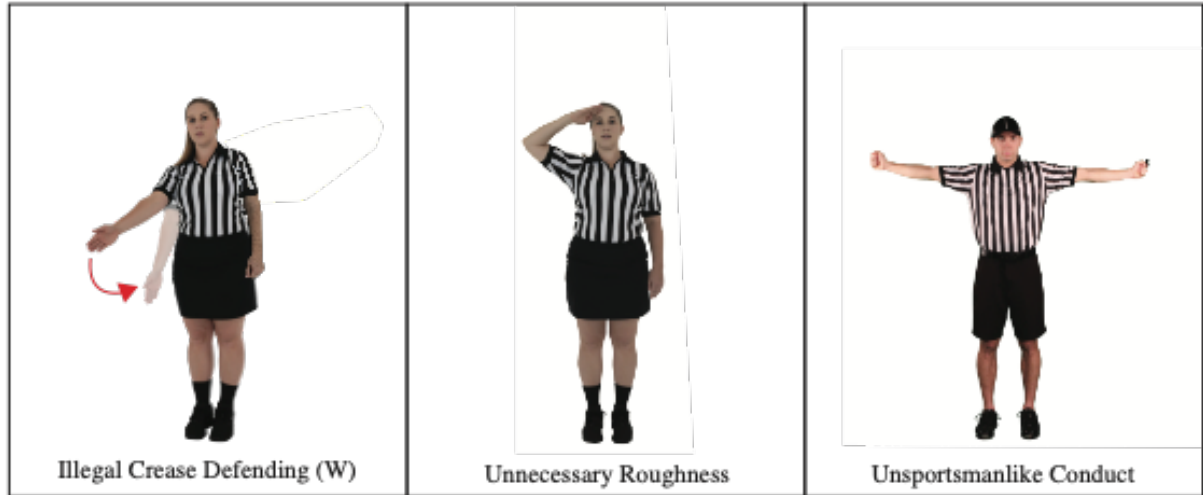 Illegal Crease Defending (W)
Unnecessary Roughness
Unsportsmanlike Conduct